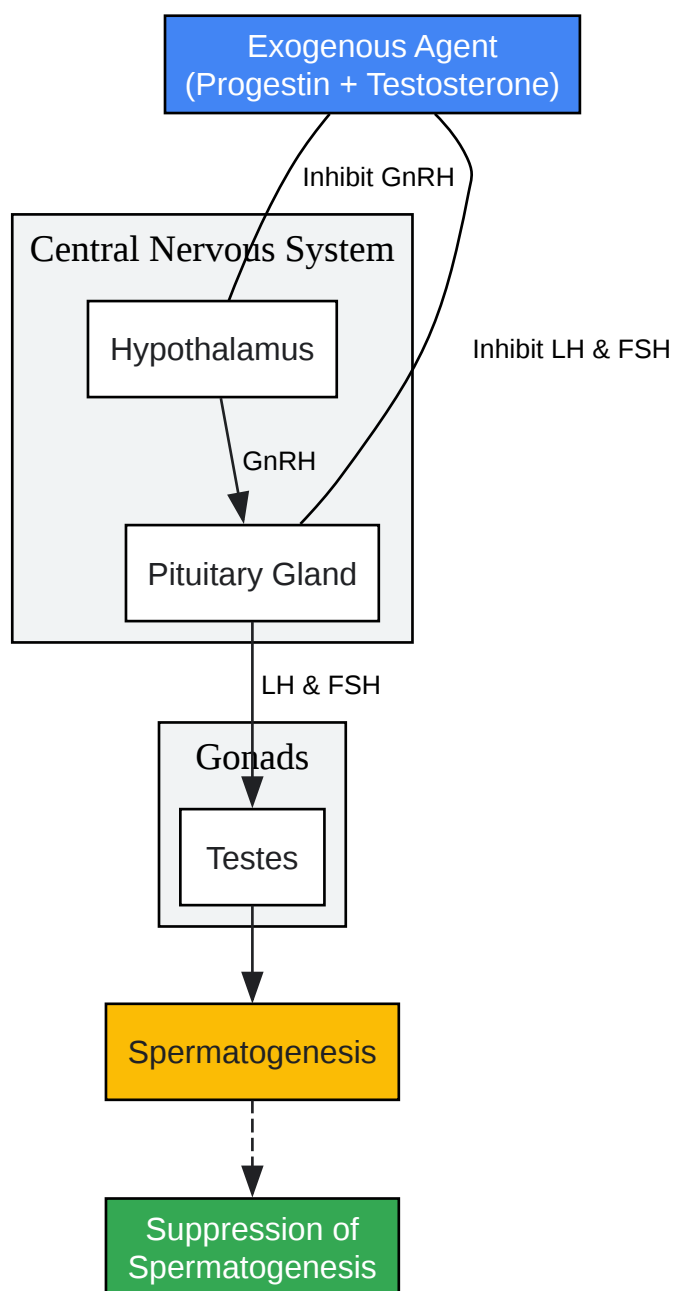 Exogenous Agent
(Progestin + Testosterone)
Inhibit GnRH
Central Nervous System
Hypothalamus
Inhibit LH & FSH
GnRH
Pituitary Gland
LH & FSH
Gonads
Testes
Spermatogenesis
Suppression of
Spermatogenesis